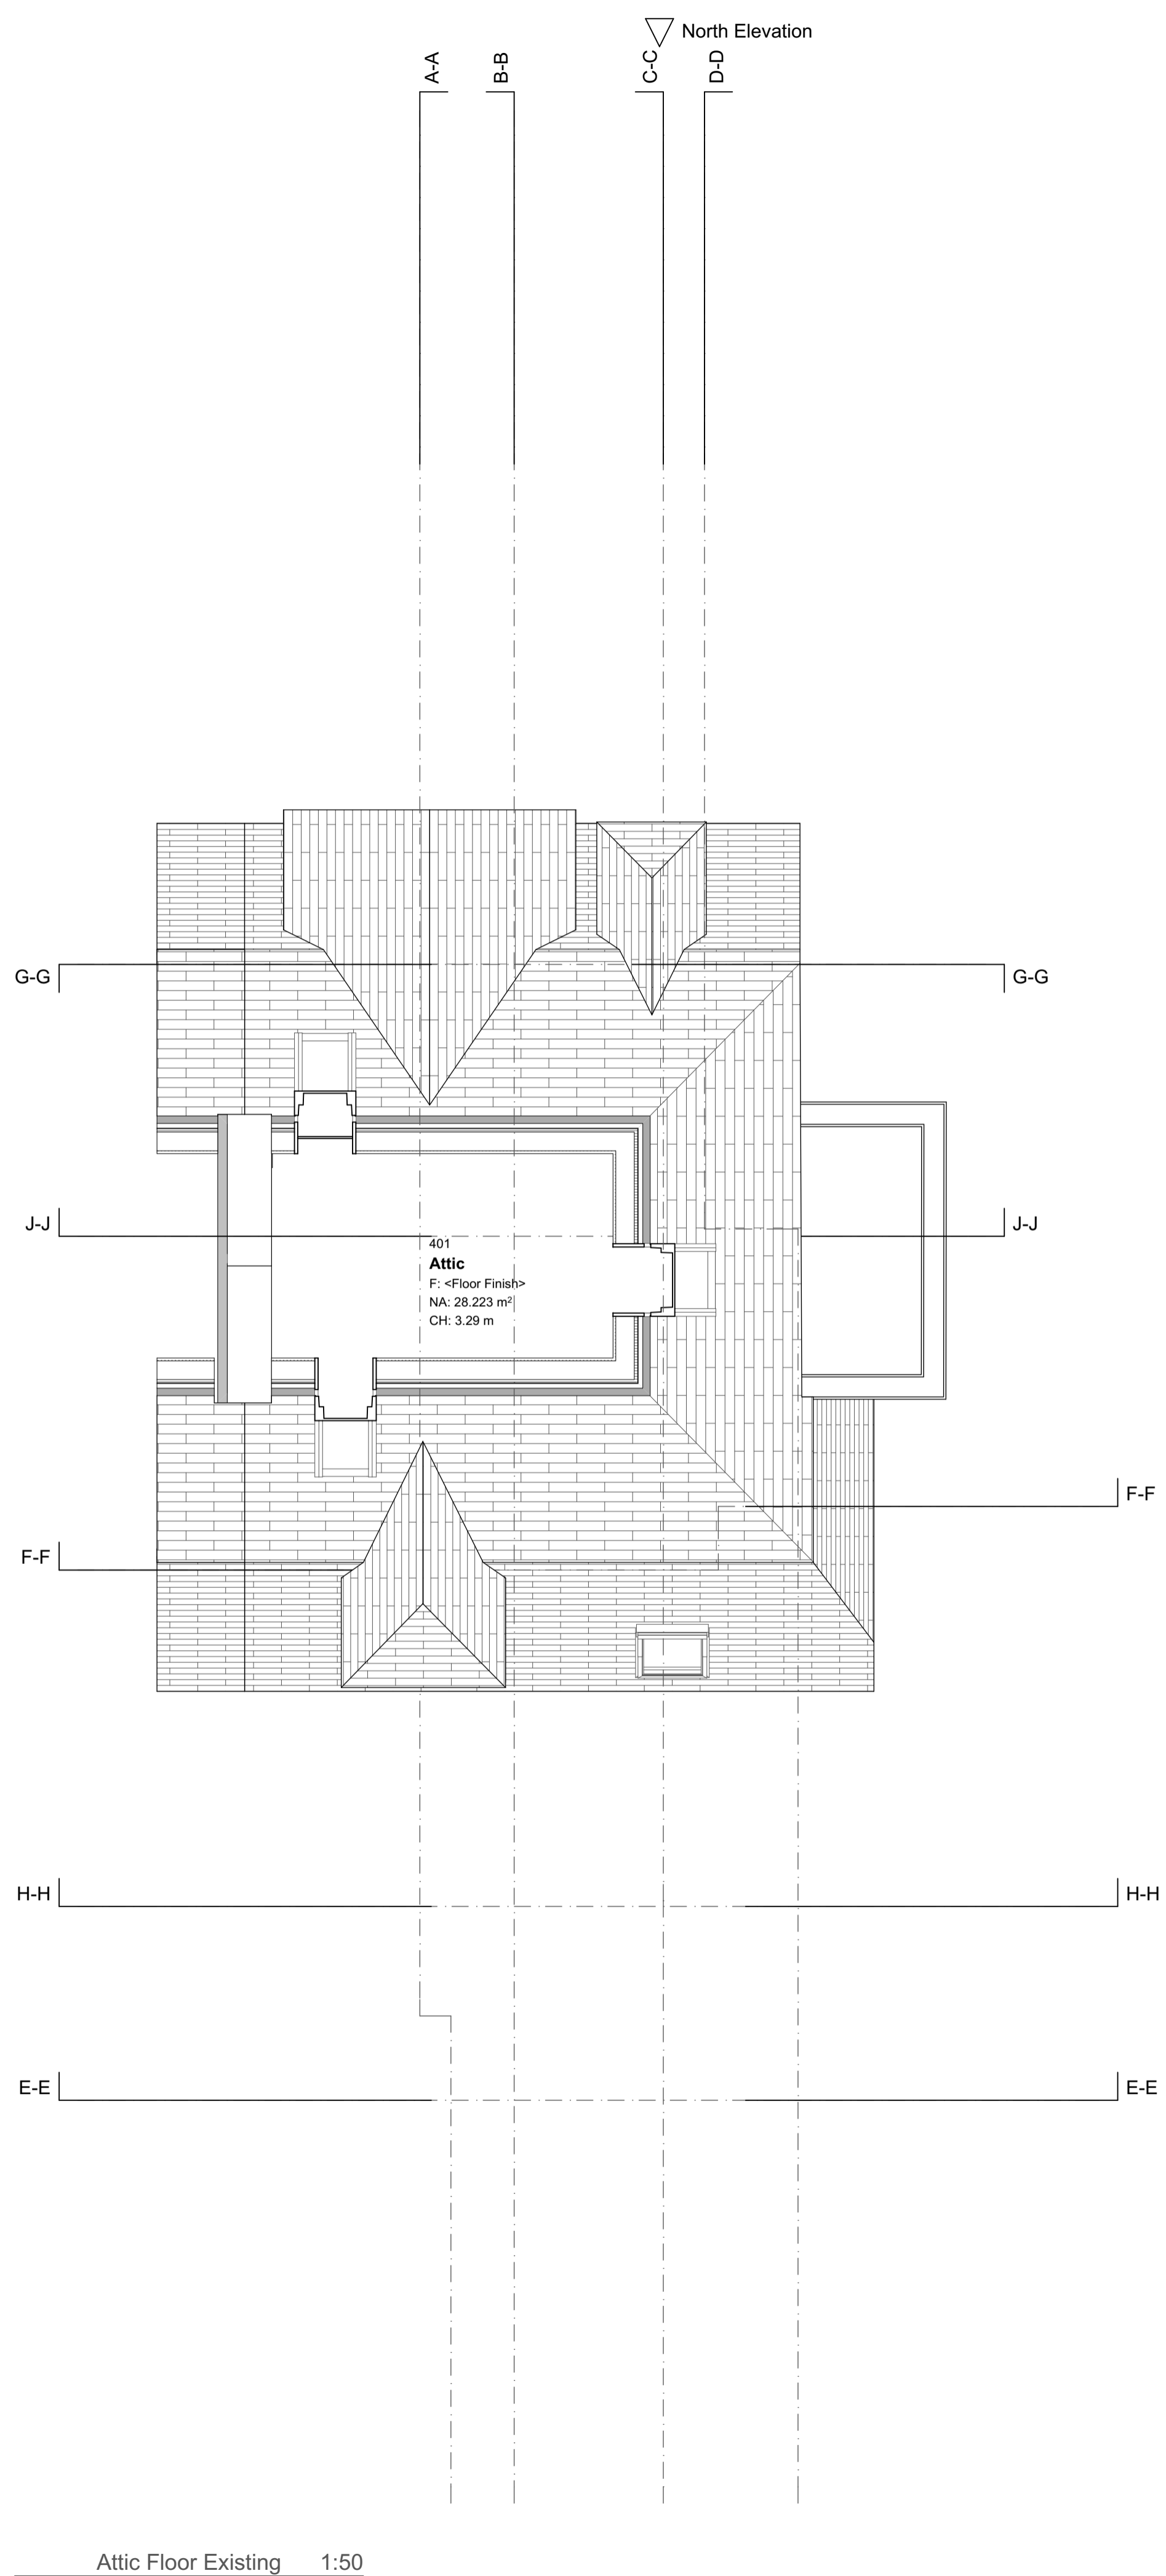 North Elevation
A-A
B-B
C-C
D-D
G-G
G-G
J-J
J-J
401
Attic
F: <Floor Finish>
NA: 28.223 m²
CH: 3.29 m
F-F
F-F
H-H
H-H
E-E
E-E
Attic Floor Existing 1:50